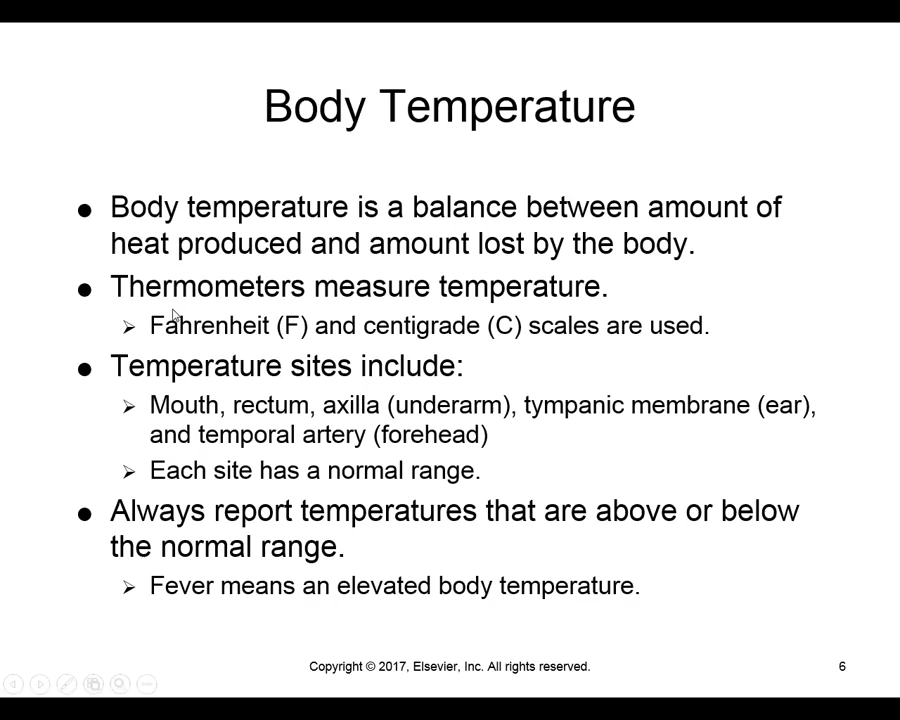 Body Temperature
● Body temperature is a balance between amount of
heat produced and amount lost by the body.
● Thermometers measure temperature.
➢ Fahrenheit (F) and centigrade (C) scales are used.
● Temperature sites include:
➢ Mouth, rectum, axilla (underarm), tympanic membrane (ear),
and temporal artery (forehead)
➢ Each site has a normal range.
● Always report temperatures that are above or below
the normal range.
➢ Fever means an elevated body temperature.
Copyright © 2017, Elsevier, Inc. All rights reserved.
6